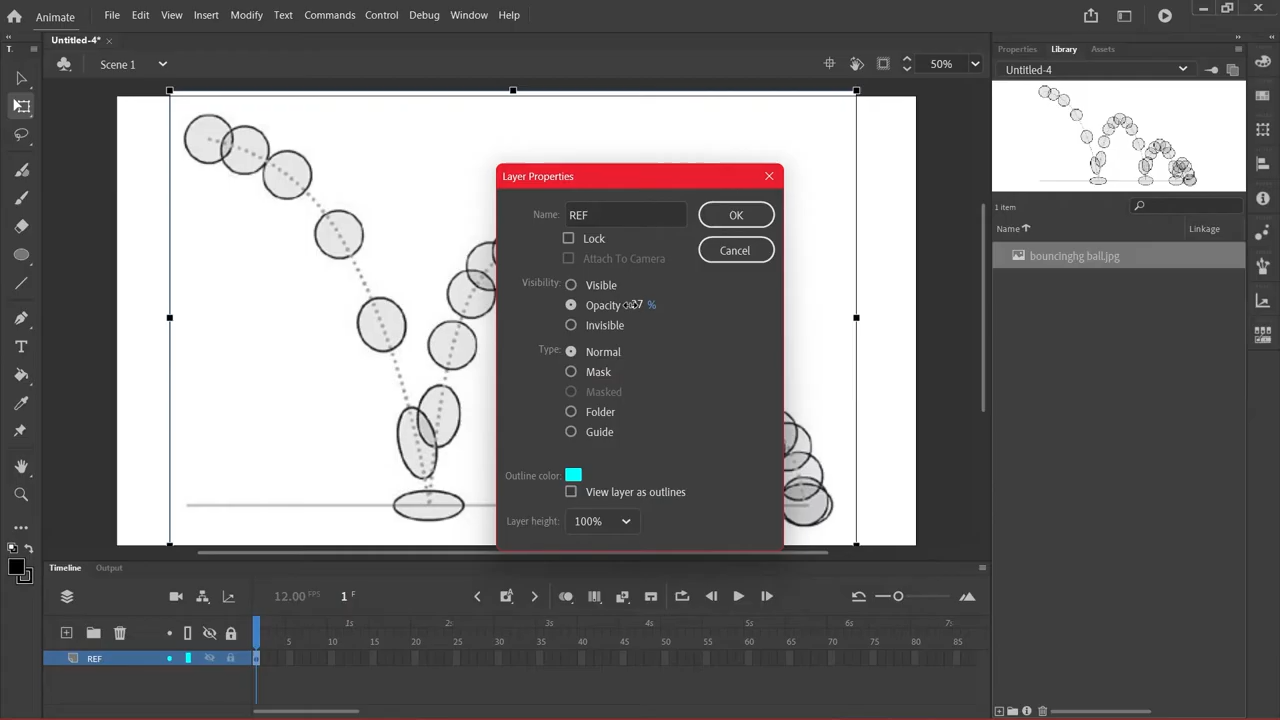 Animate File Edit View Insert Modify Text Commands Control Debug Window Help
Untitled-4* ×
Scene 1 50%
T.
Properties Library Assets
Untitled-4
1 item
Name Linkage
bouncinghg ball.jpg
Layer Properties
Name: REF OK
Lock
Attach To Camera Cancel
Visibility: Visible
Opacity %
Invisible
Type: Normal
Mask
Masked
Folder
Guide
Outline color:
View layer as outlines
Layer height: 100%
Timeline Output
12.00 FPS 1 F
1s 2s 3s 4s 5s 6s 7s
5 10 15 20 25 30 35 40 45 50 55 60 65 70 75 80 85
REF